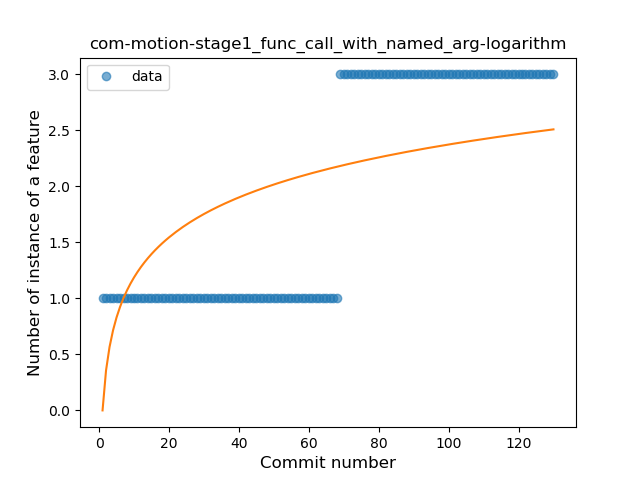 com-motion-stage1_func_call_with_named_arg-logarithm
data
Number of instance of a feature
3.0
2.5
2.0
1.5
1.0
0.5
0.0
0 20 40 60 80 100 120
Commit number